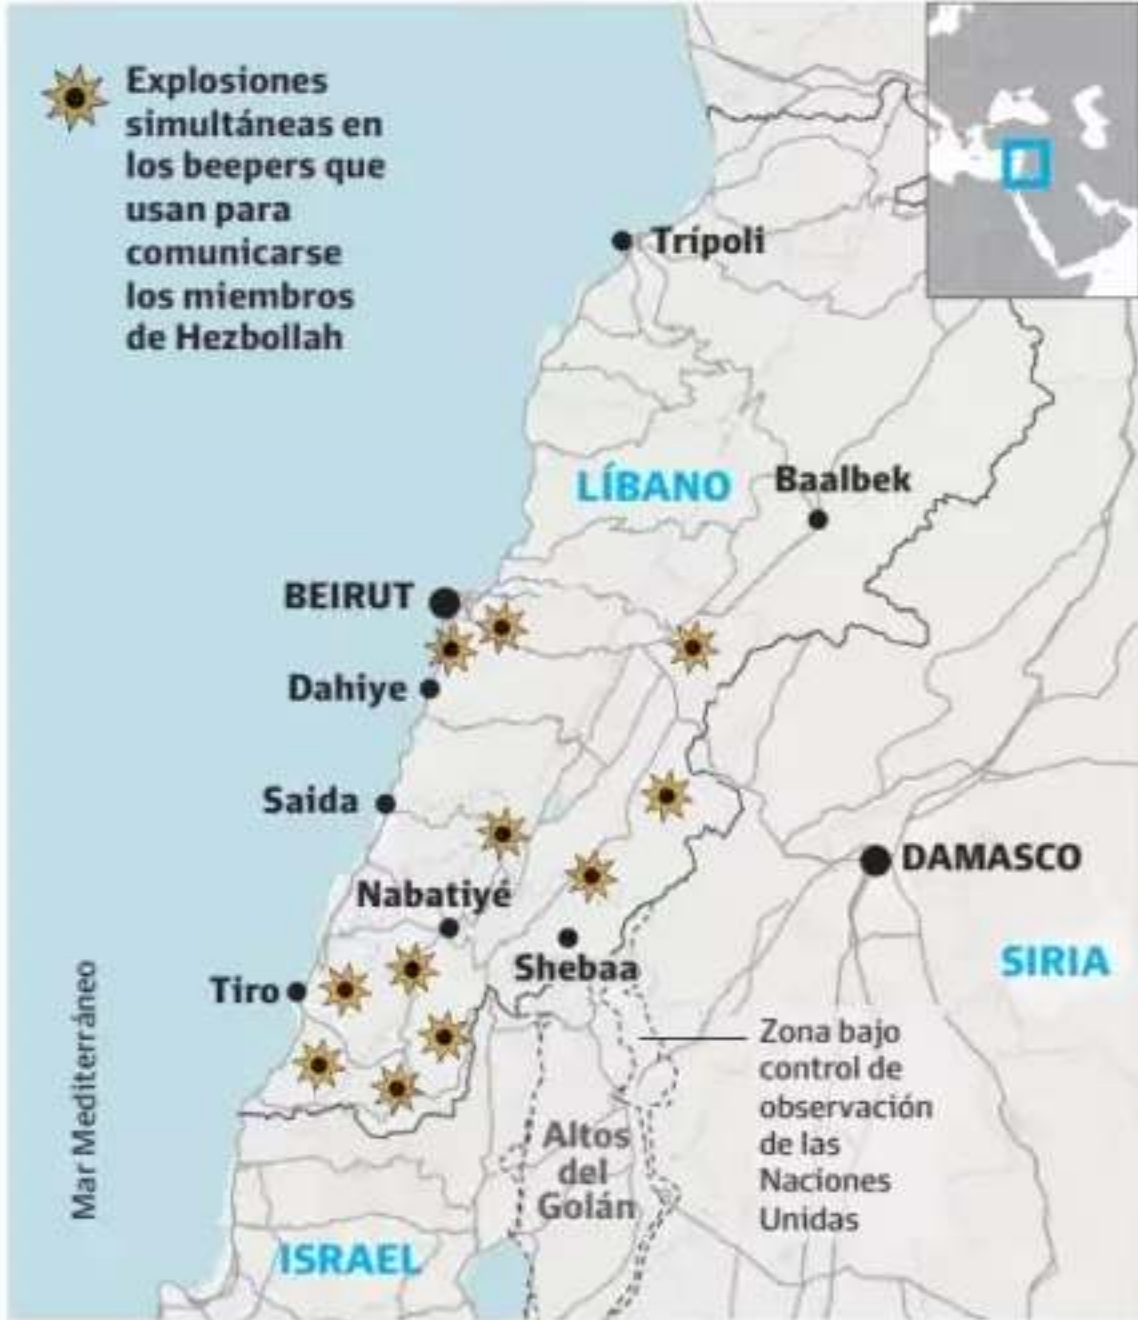 Explosiones
simultáneas en
los beepers que
usan para
comunicarse
los miembros
de Hezbollah
Trípoli
LÍBANO
Baalbek
BEIRUT
Dahiye
Saida
DAMASCO
Nabatiyé
SIRIA
Shebaa
Tiro
Mar Mediterráneo
Zona bajo
control de
observación
de las
Naciones
Unidas
Altos
del
Golán
ISRAEL